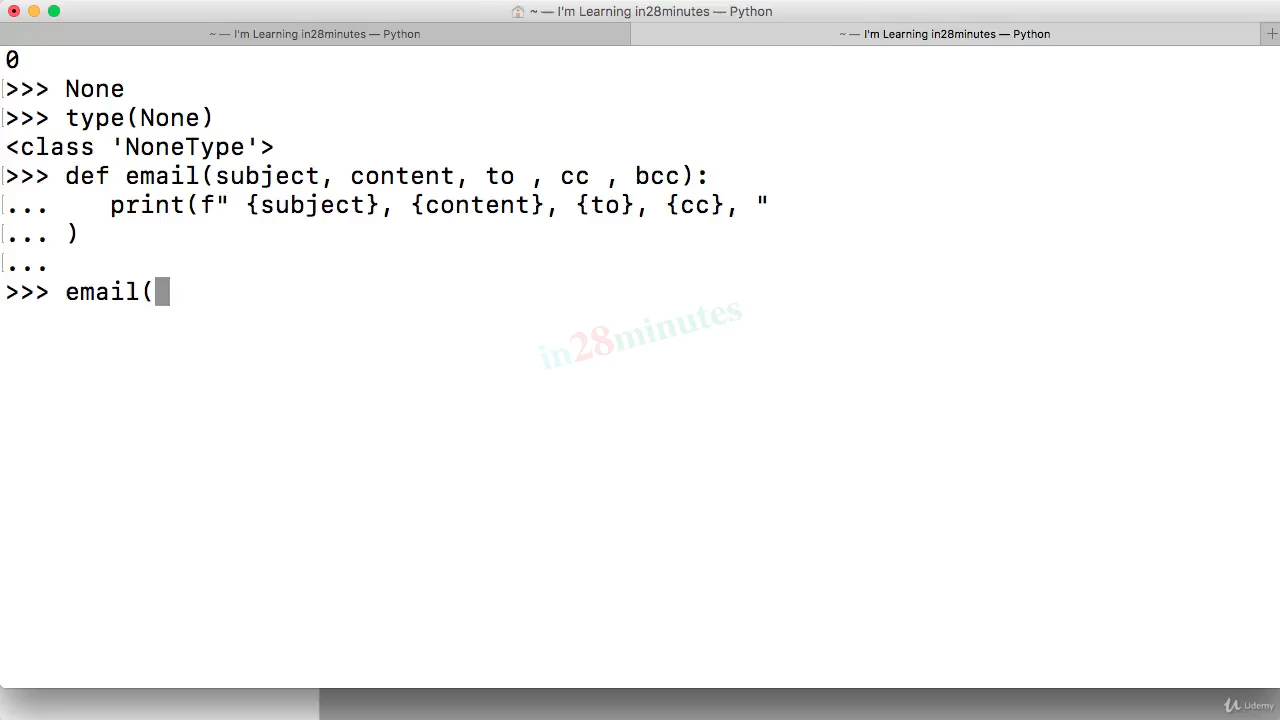 ~ — I'm Learning in28minutes — Python
~ — I'm Learning in28minutes — Python
~ — I'm Learning in28minutes — Python
+
0
>>> None
>>> type(None)
<class 'NoneType'>
>>> def email(subject, content, to , cc , bcc):
...    print(f" {subject}, {content}, {to}, {cc}, "
... )
...
>>> email(
in28minutes
Udemy